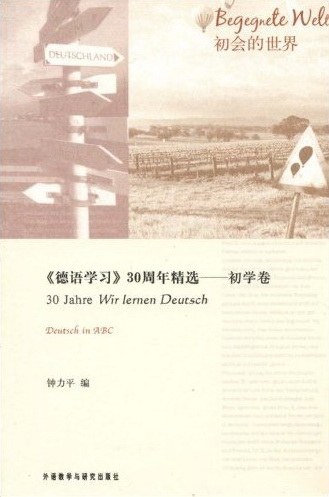 Begegnete Welt
初会的世界
DEUTSCHLAND
《德语学习》30周年精选——初学卷
30 Jahre Wir lernen Deutsch
Deutsch in ABC
钟力平 编
外语教学与研究出版社